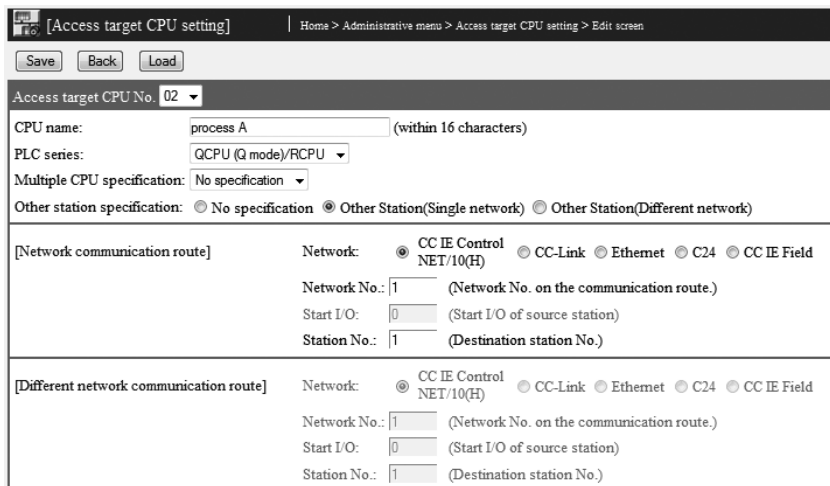 [Access target CPU setting] Home > Administrative menu > Access target CPU setting > Edit screen
Save Back Load
Access target CPU No. 02
CPU name: process A (within 16 characters)
PLC series: QCPU (Q mode)/RCPU
Multiple CPU specification: No specification
Other station specification: No specification Other Station(Single network) Other Station(Different network)
[Network communication route] Network: CC IE Control NET/10(H) CC-Link Ethernet C24 CC IE Field
Network No.: 1 (Network No. on the communication route.)
Start I/O: 0 (Start I/O of source station)
Station No.: 1 (Destination station No.)
[Different network communication route] Network: CC IE Control NET/10(H) CC-Link Ethernet C24 CC IE Field
Network No.: 1 (Network No. on the communication route.)
Start I/O: 0 (Start I/O of source station)
Station No.: 1 (Destination station No.)